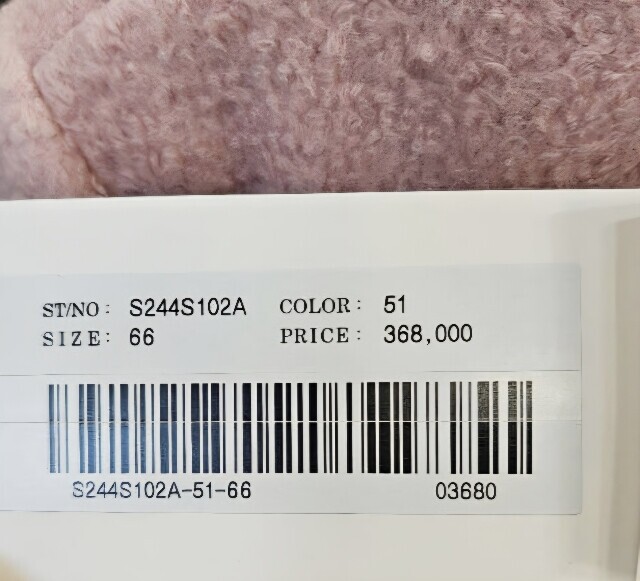 ST/NO : S244S102A COLOR : 51
SIZE : 66 PRICE : 368,000
S244S102A-51-66 03680